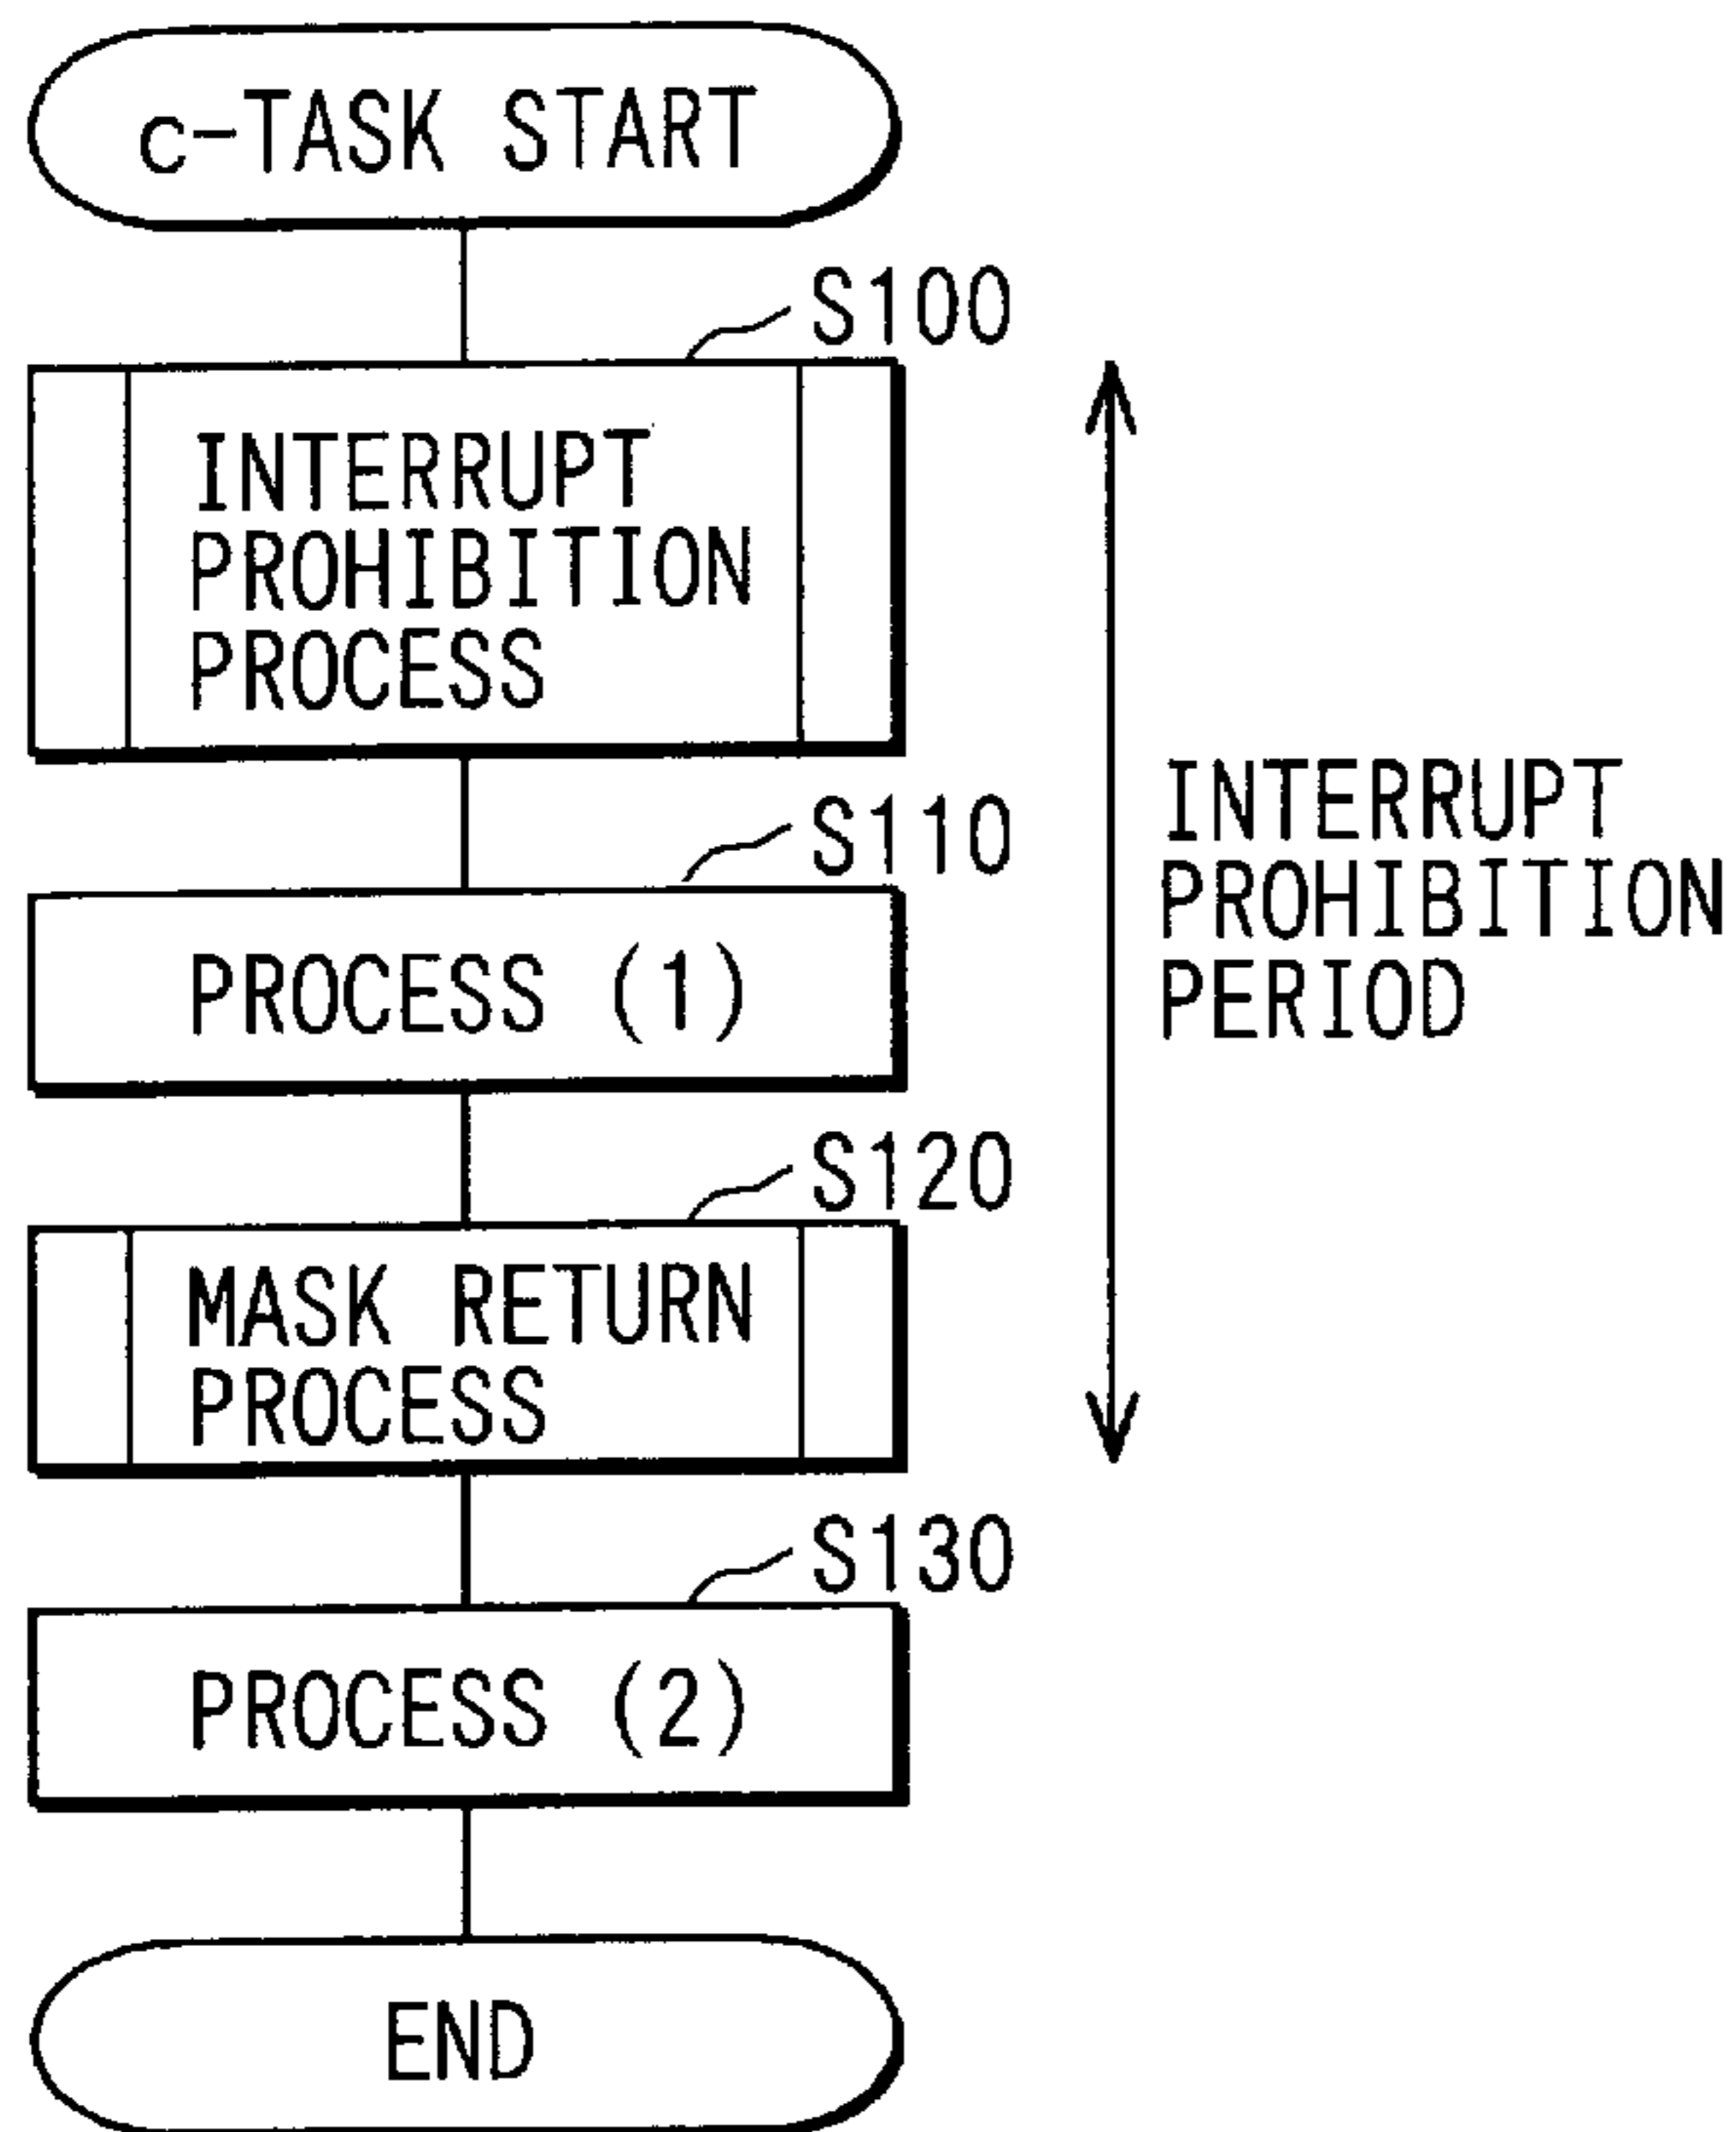 c-TASK START
S100
INTERRUPT
PROHIBITION
PROCESS
INTERRUPT
PROHIBITION
PERIOD
S110
PROCESS (1)
S120
MASK RETURN
PROCESS
S130
PROCESS (2)
END